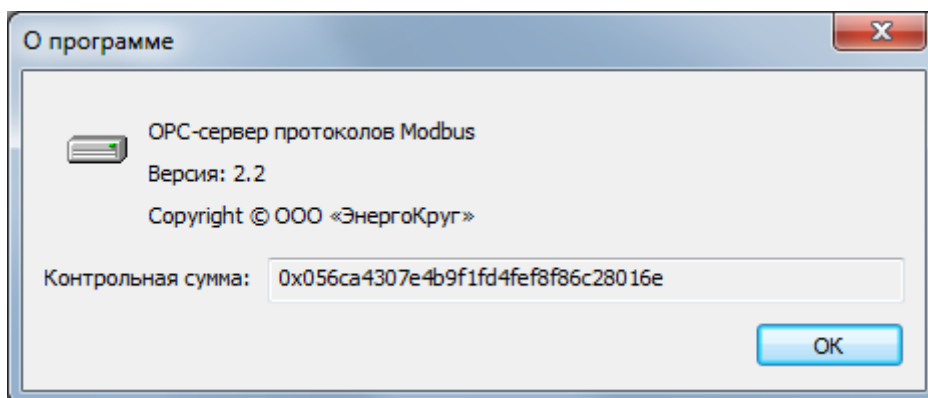 О программе
OPC-сервер протоколов Modbus
Версия: 2.2
Copyright © ООО «ЭнергоКруг»
Контрольная сумма: 0x056ca4307e4b9f1fd4fef8f86c28016e
OK